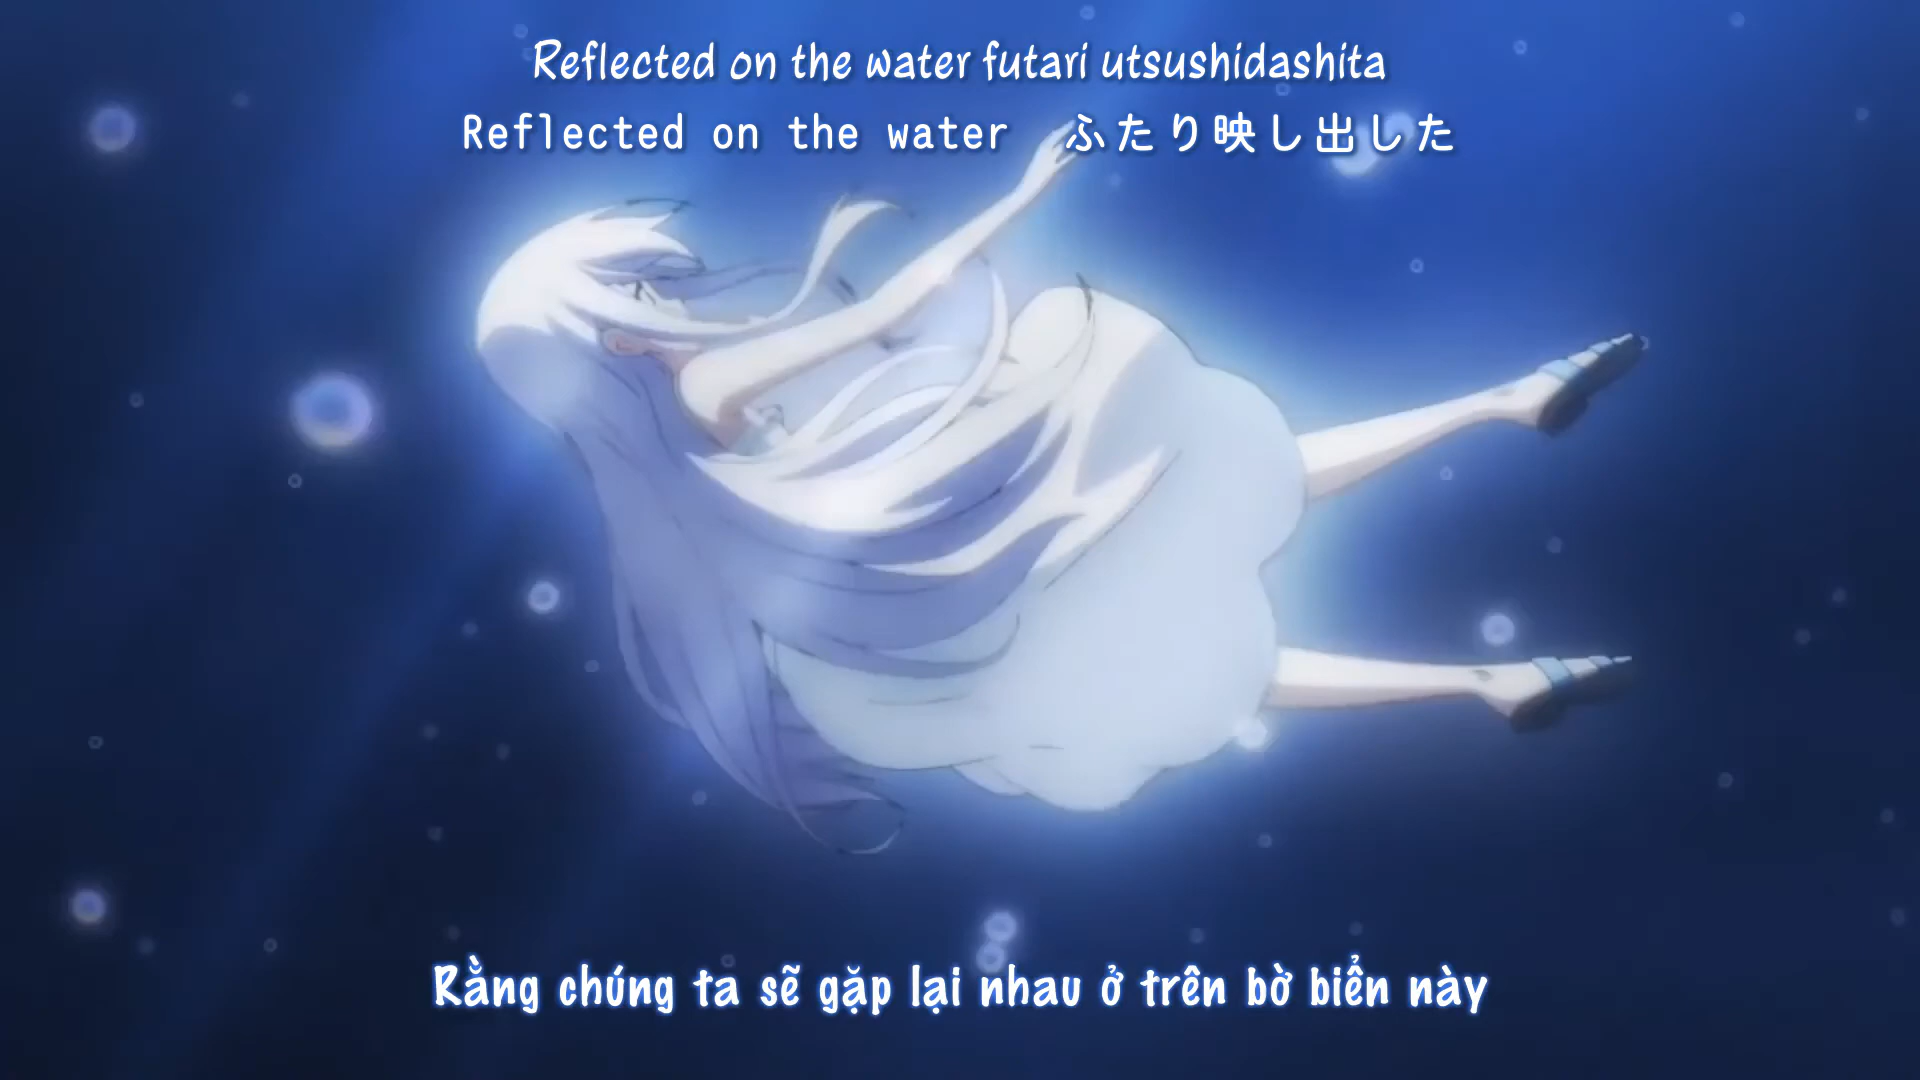 Reflected on the water futari utsushidashita
Reflected on the water　ふたり映し出した
Rằng chúng ta sẽ gặp lại nhau ở trên bờ biển này